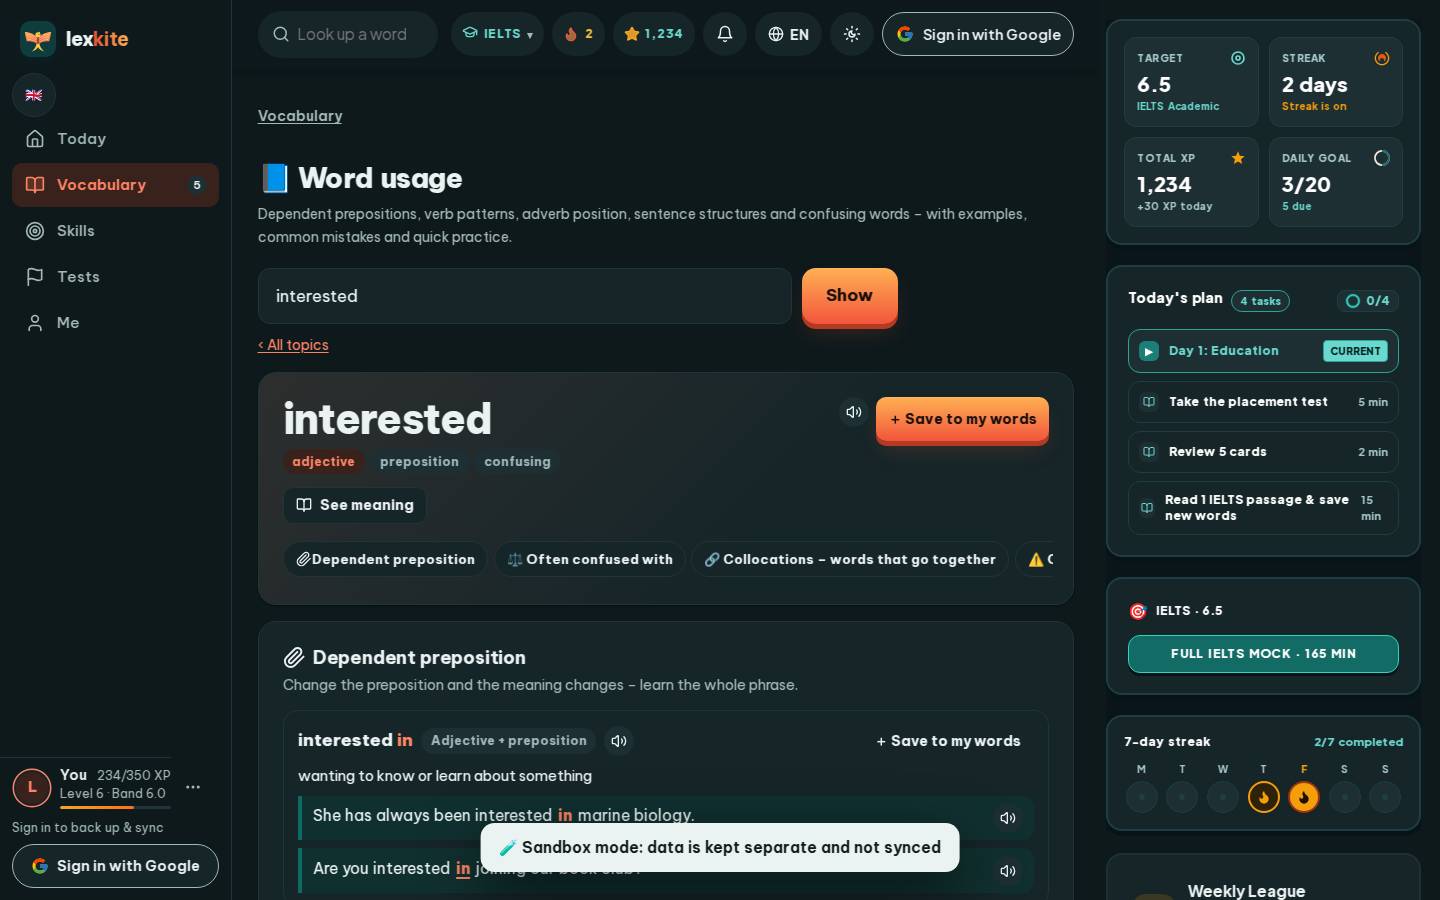 lexkite
Today
Vocabulary 5
Skills
Tests
Me
You 234/350 XP
Level 6 · Band 6.0
L
Sign in to back up & sync
Sign in with Google
Look up a word
IELTS
2
1,234
EN
Sign in with Google
Vocabulary
Word usage
Dependent prepositions, verb patterns, adverb position, sentence structures and confusing words – with examples,
common mistakes and quick practice.
interested
Show
‹ All topics
interested
+ Save to my words
adjective preposition confusing
See meaning
Dependent preposition Often confused with Collocations – words that go together
Dependent preposition
Change the preposition and the meaning changes – learn the whole phrase.
interested in Adjective + preposition + Save to my words
wanting to know or learn about something
She has always been interested in marine biology.
Are you interested in joining our book club?
Sandbox mode: data is kept separate and not synced
TARGET
6.5
IELTS Academic
STREAK
2 days
Streak is on
TOTAL XP
1,234
+30 XP today
DAILY GOAL
3/20
5 due
Today's plan 4 tasks 0/4
Day 1: Education CURRENT
Take the placement test 5 min
Review 5 cards 2 min
Read 1 IELTS passage & save 15
new words min
IELTS · 6.5
FULL IELTS MOCK · 165 MIN
7-day streak 2/7 completed
M T W T F S S
Weekly League